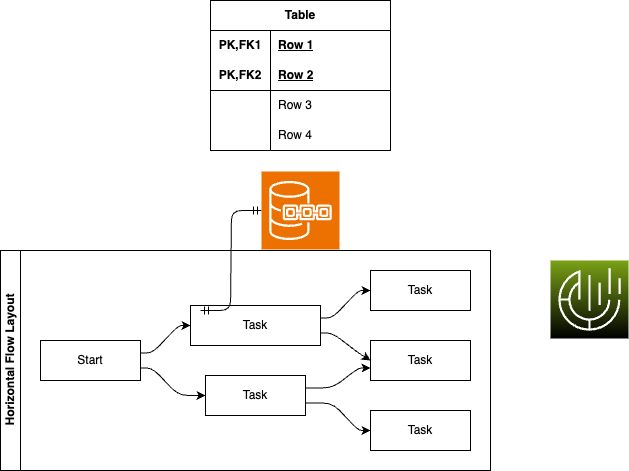 Table
PK,FK1 Row 1
PK,FK2 Row 2
Row 3
Row 4
Horizontal Flow Layout
Start
Task
Task
Task
Task
Task